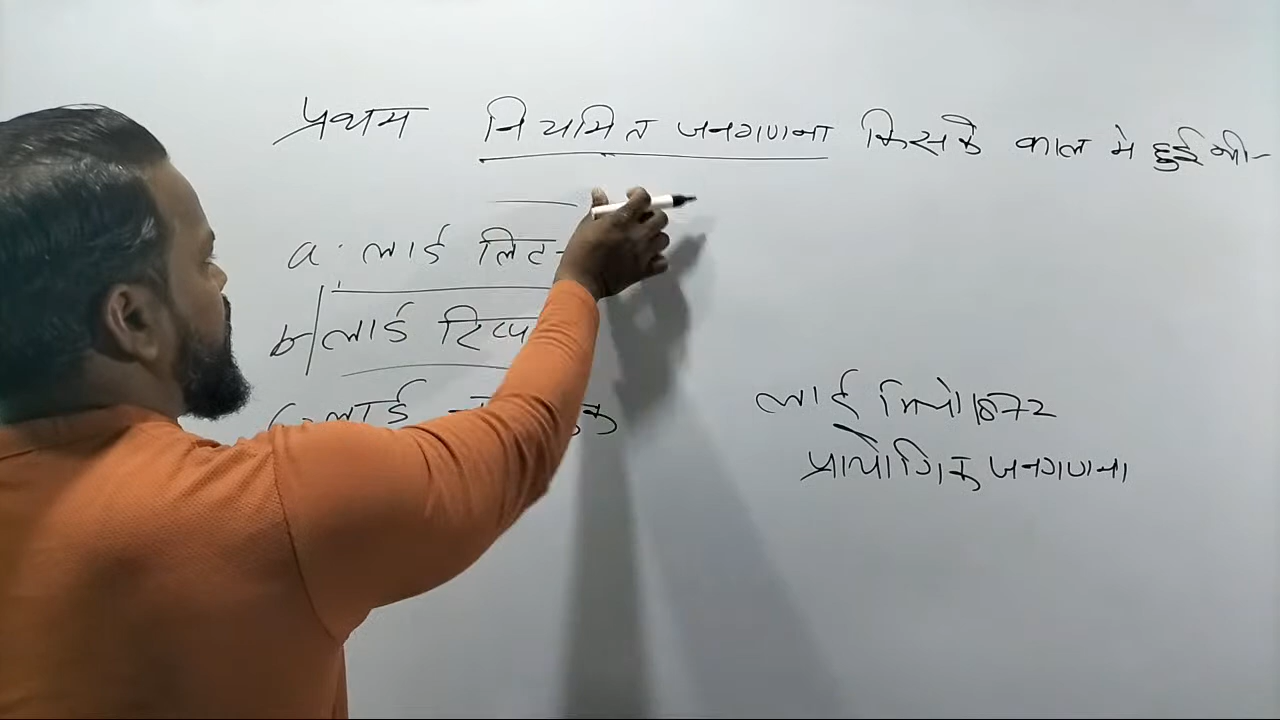 प्रथम नियमित जनगणना किसके काल मे हुई थी-
a. लार्ड लिट
b लार्ड रिप
c. लार्ड
लार्ड मियो 1872
प्रायोगिक जनगणना